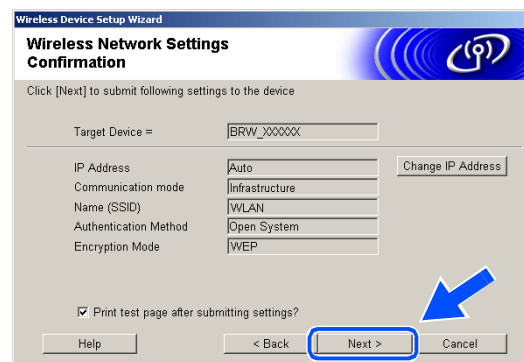 Wireless Device Setup Wizard
Wireless Network Settings
Confirmation
Click [Next] to submit following settings to the device
Target Device = BRW_XXXXXX
IP Address Auto Change IP Address
Communication mode Infrastructure
Name (SSID) WLAN
Authentication Method Open System
Encryption Mode WEP
Print test page after submitting settings?
Help < Back Next > Cancel